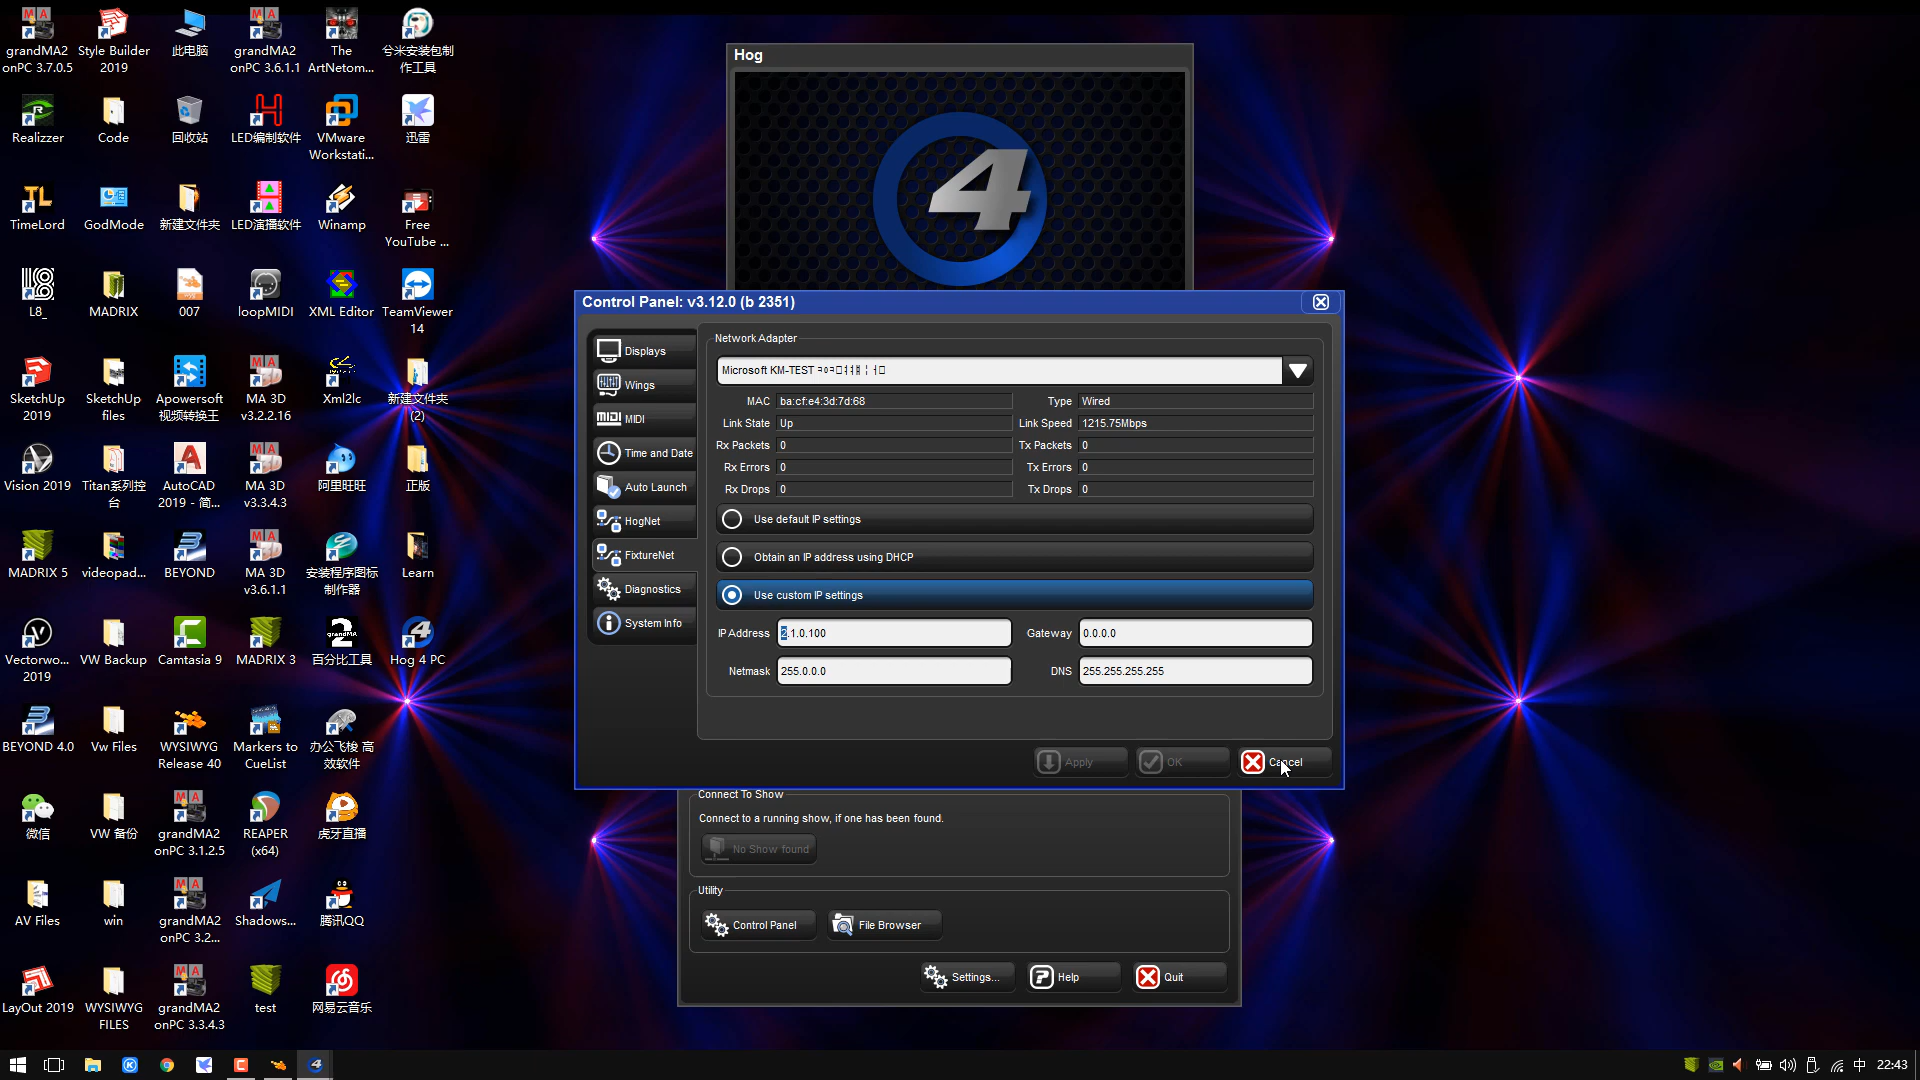 grandMA2
onPC 3.7.0.5
Style Builder
2019
此电脑
grandMA2
onPC 3.6.1.1
The
ArtNetom...
兮米安装包制
作工具
Realizzer
Code
回收站
LED编制软件
VMware
Workstati...
迅雷
TimeLord
GodMode
新建文件夹
LED演播软件
Winamp
Free
YouTube ...
L8_
MADRIX
007
loopMIDI
XML Editor
TeamViewer
14
SketchUp
2019
SketchUp
files
Apowersoft
视频转换王
MA 3D
v3.2.2.16
Xml2lc
新建文件夹
(2)
Vision 2019
Titan系列控
台
AutoCAD
2019 - 简...
MA 3D
v3.3.4.3
阿里旺旺
正版
MADRIX 5
videopad...
BEYOND
MA 3D
v3.6.1.1
安装程序图标
制作器
Learn
Vectorwo...
2019
VW Backup
Camtasia 9
MADRIX 3
百分比工具
Hog 4 PC
BEYOND 4.0
Vw Files
WYSIWYG
Release 40
Markers to
CueList
办公飞梭 高
效软件
微信
VW 备份
grandMA2
onPC 3.1.2.5
REAPER
(x64)
虎牙直播
AV Files
win
grandMA2
onPC 3.2...
Shadows...
腾讯QQ
LayOut 2019
WYSIWYG
FILES
grandMA2
onPC 3.3.4.3
test
网易云音乐
Hog
4
Control Panel: v3.12.0 (b 2351)
Displays
Wings
MIDI
Time and Date
Auto Launch
HogNet
FixtureNet
Diagnostics
System Info
Network Adapter
Microsoft KM-TEST
MAC ba:cf:e4:3d:7d:68 Type Wired
Link State Up Link Speed 1215.75Mbps
Rx Packets 0 Tx Packets 0
Rx Errors 0 Tx Errors 0
Rx Drops 0 Tx Drops 0
Use default IP settings
Obtain an IP address using DHCP
Use custom IP settings
IP Address 2.1.0.100 Gateway 0.0.0.0
Netmask 255.0.0.0 DNS 255.255.255.255
Apply OK Cancel
Connect To Show
Connect to a running show, if one has been found.
No Show found
Utility
Control Panel File Browser
Settings... Help Quit
中 22:43